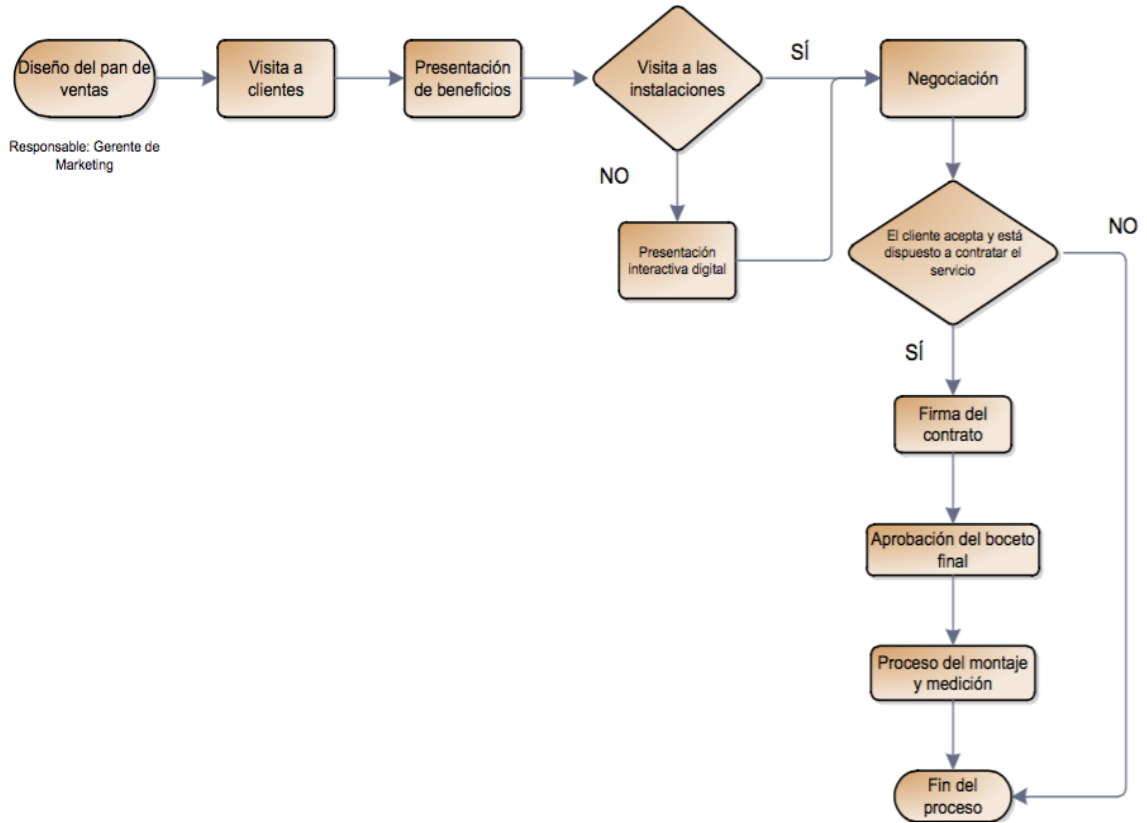 Diseño del pan de
ventas
Responsable: Gerente de
Marketing
Visita a
clientes
Presentación
de beneficios
Visita a las
instalaciones
SÍ
NO
Presentación
interactiva digital
Negociación
El cliente acepta y está
dispuesto a contratar el
servicio
NO
SÍ
Firma del
contrato
Aprobación del boceto
final
Proceso del montaje
y medición
Fin del
proceso